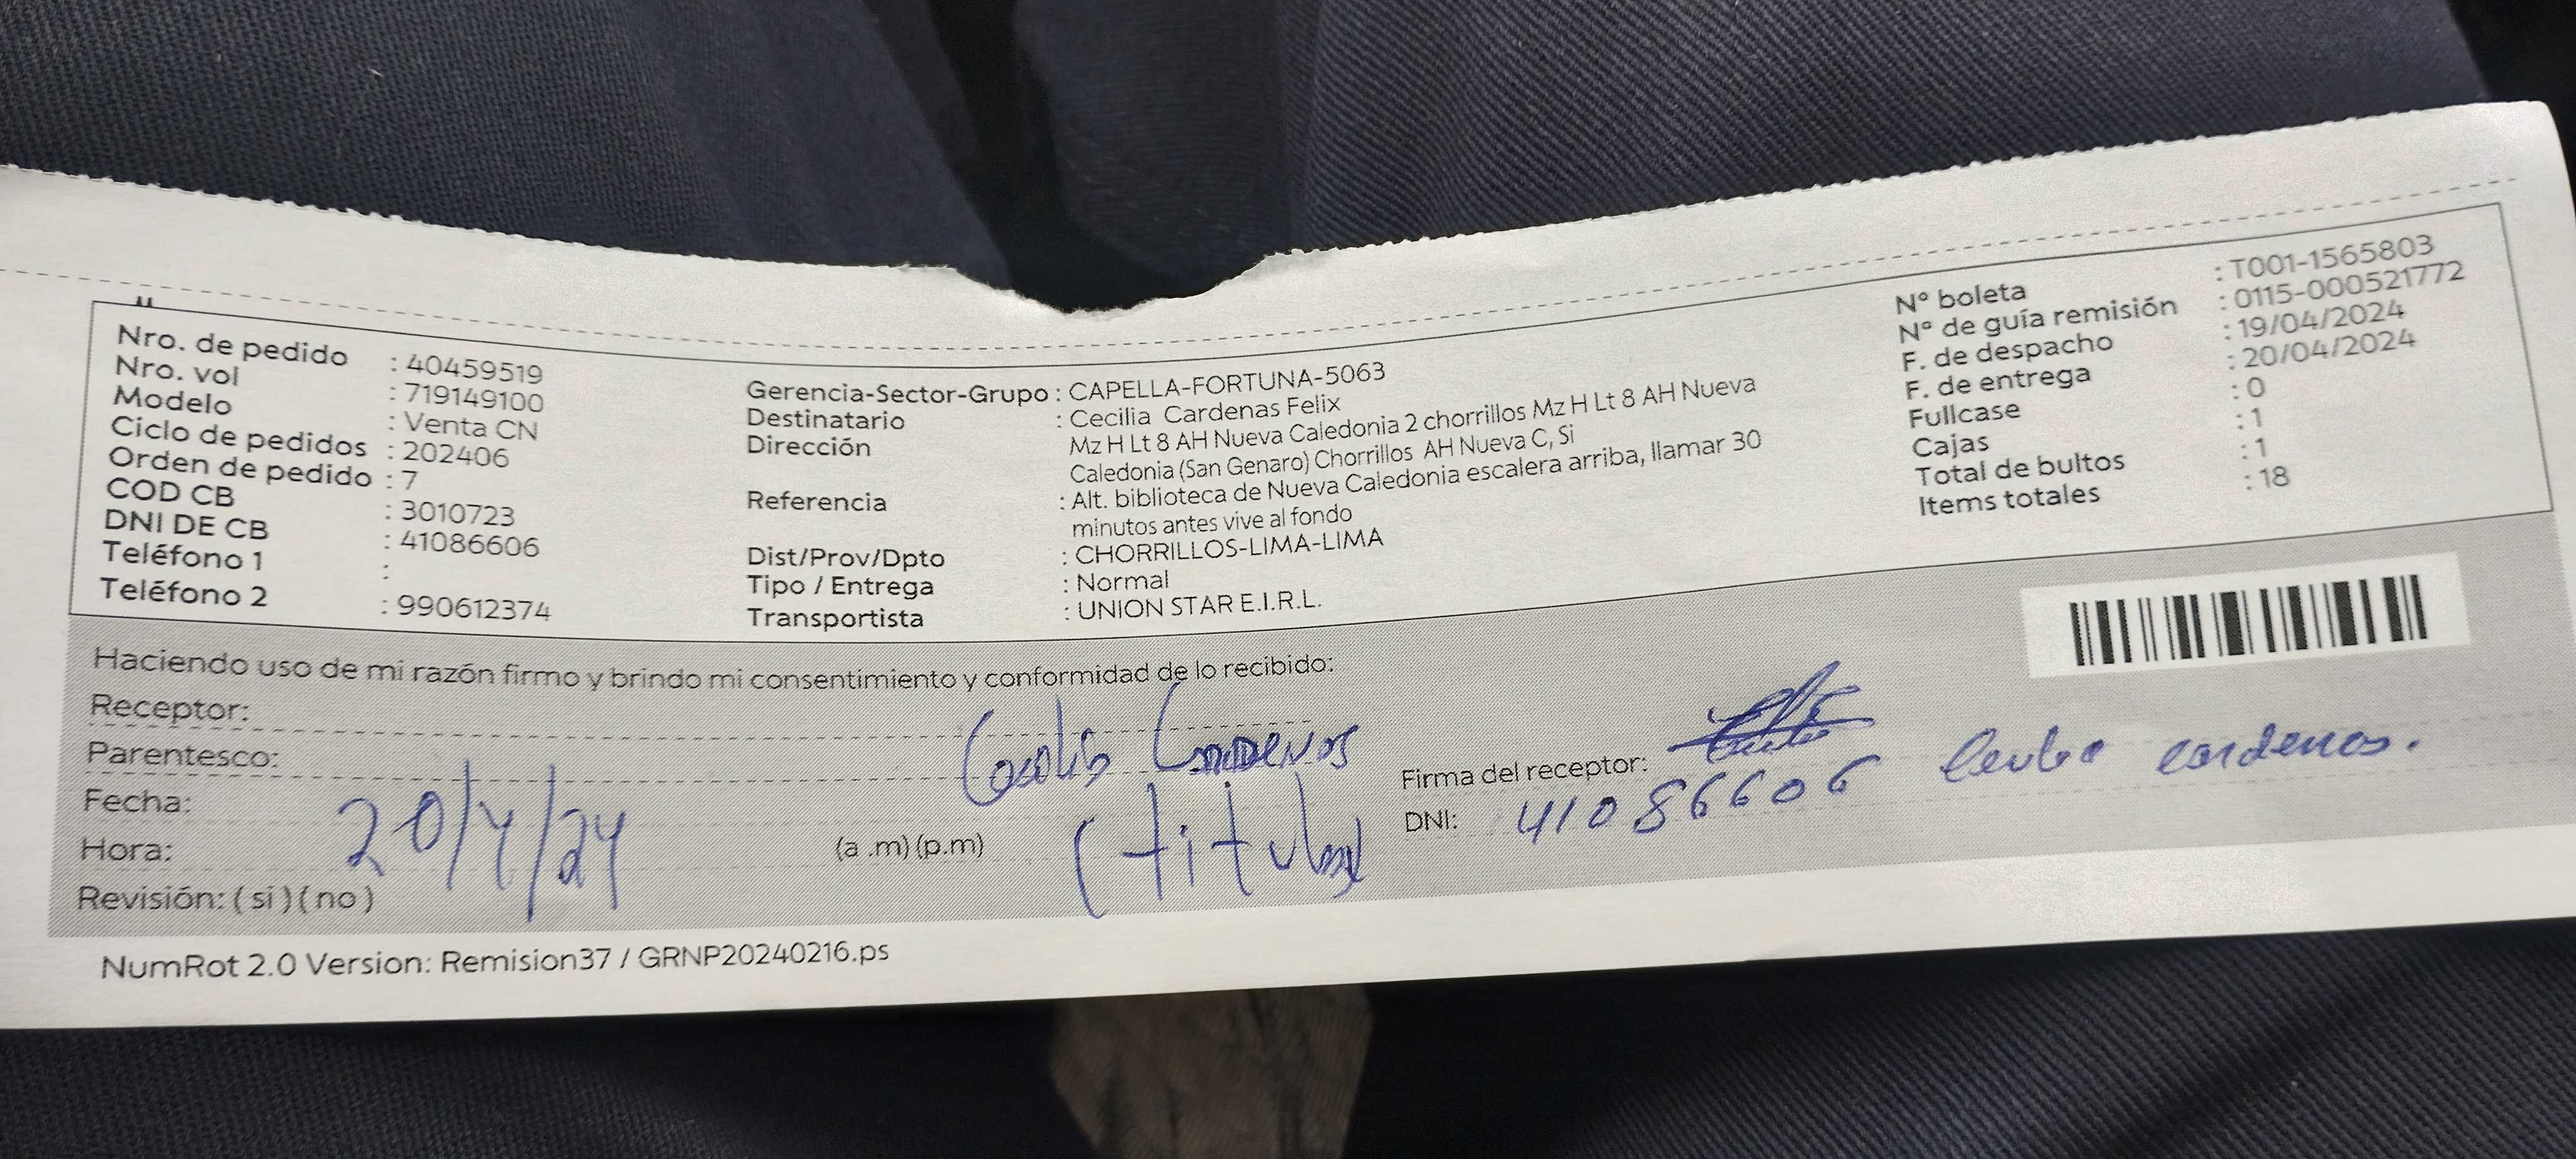 Nro. de pedido : 40459519
Nro. vol : 719149100
Modelo : Venta CN
Ciclo de pedidos : 202406
Orden de pedido : 7
COD CB : 3010723
DNI DE CB : 41086606
Teléfono 1 :
Teléfono 2 : 990612374
Gerencia-Sector-Grupo : CAPELLA-FORTUNA-5063
Destinatario : Cecilia Cardenas Felix
Dirección Mz H Lt 8 AH Nueva Caledonia 2 chorrillos Mz H Lt 8 AH Nueva
Caledonia (San Genaro) Chorrillos AH Nueva C, Si
Referencia : Alt. biblioteca de Nueva Caledonia escalera arriba, llamar 30
minutos antes vive al fondo
Dist/Prov/Dpto : CHORRILLOS-LIMA-LIMA
Tipo / Entrega : Normal
Transportista : UNION STAR E.I.R.L.
N° boleta : T001-1565803
N° de guía remisión : 0115-000521772
F. de despacho : 19/04/2024
F. de entrega : 20/04/2024
Fullcase : 0
Cajas : 1
Total de bultos : 1
Items totales : 18
Haciendo uso de mi razón firmo y brindo mi consentimiento y conformidad de lo recibido:
Receptor:
Parentesco:
Fecha: 20/4/24
Hora: (a .m) (p.m)
Revisión: ( si ) ( no )
(titular
Firma del receptor:
DNI: 41086606 cardenas.
NumRot 2.0 Version: Remision37 / GRNP20240216.ps